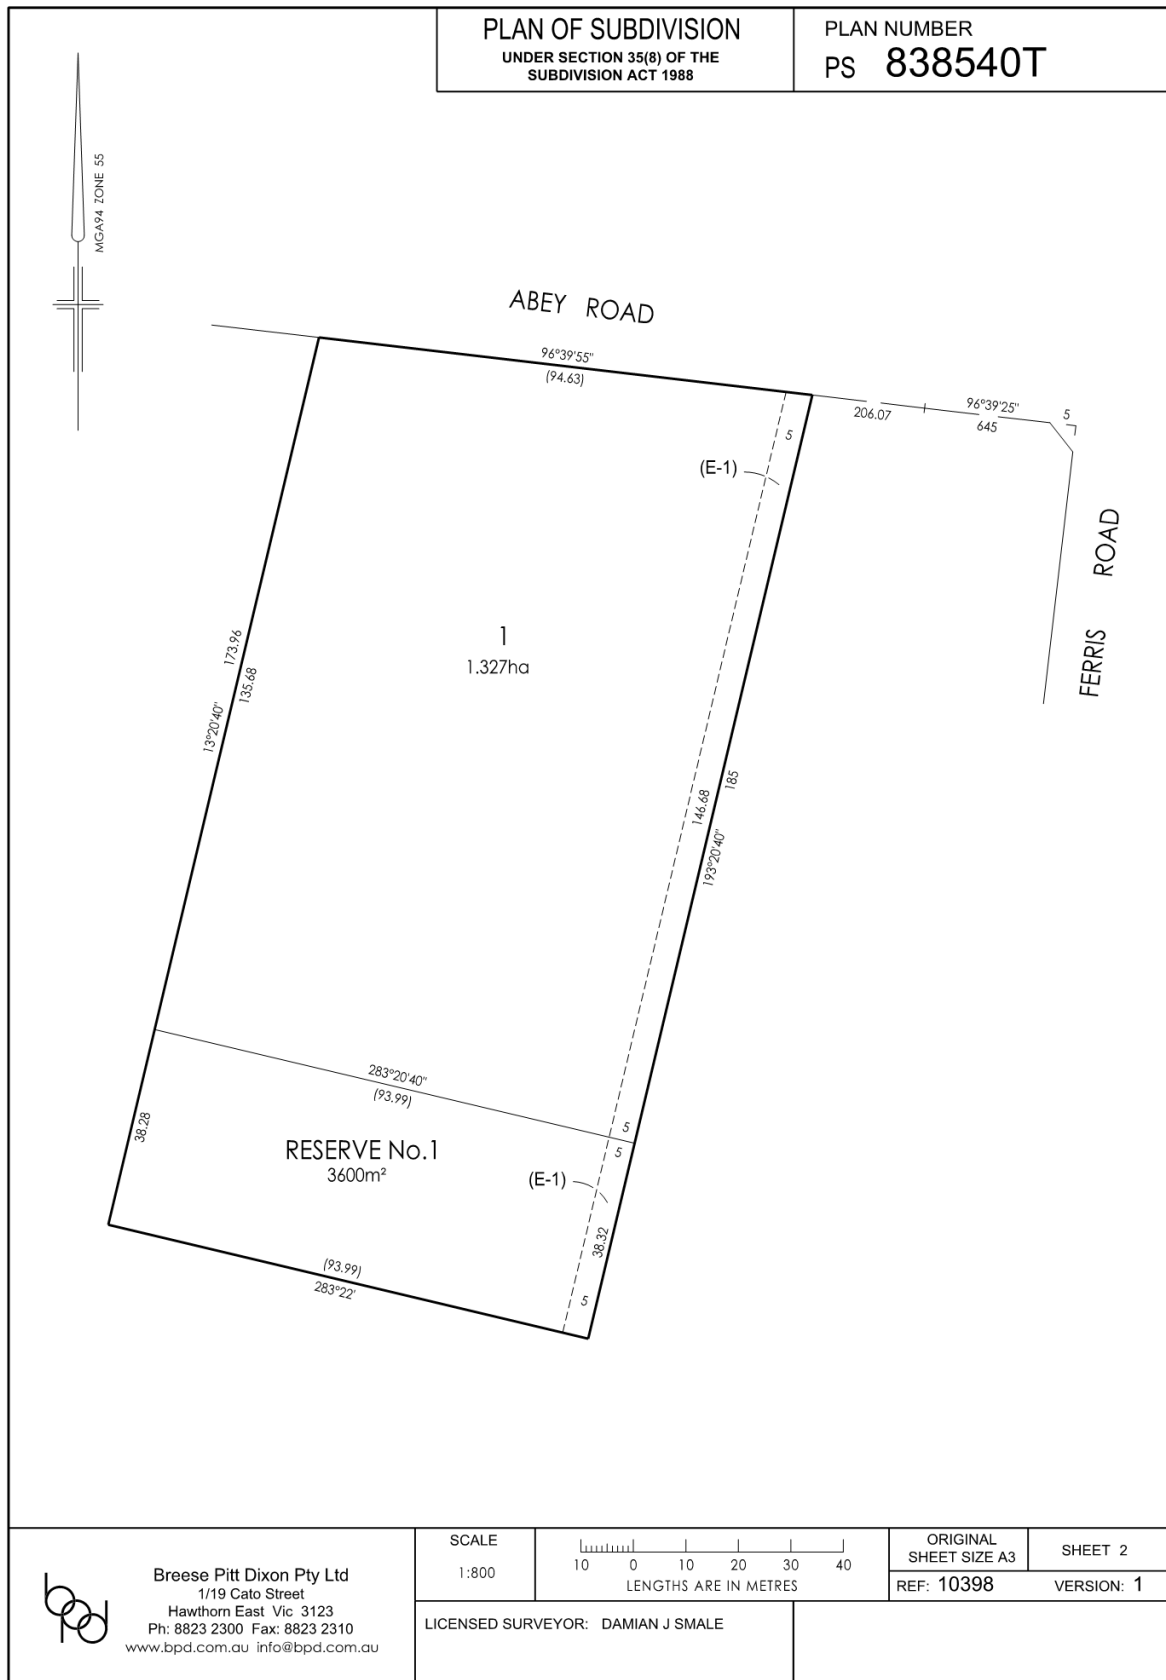 PLAN OF SUBDIVISION
UNDER SECTION 35(8) OF THE
SUBDIVISION ACT 1988
PLAN NUMBER
PS 838540T
MGA94 ZONE 55
ABEY ROAD
96°39'55"
(94.63)
206.07
96°39'25"
645
5
5
(E-1)
FERRIS ROAD
1
1.327ha
173.96
135.68
13°20'40"
185
146.68
193°20'40"
283°20'40"
(93.99)
5
5
38.28
RESERVE No.1
3600m²
(E-1)
38.32
(93.99)
283°22'
5
Breese Pitt Dixon Pty Ltd
1/19 Cato Street
Hawthorn East Vic 3123
Ph: 8823 2300 Fax: 8823 2310
www.bpd.com.au info@bpd.com.au
bpd
SCALE
1:800
10 0 10 20 30 40
LENGTHS ARE IN METRES
ORIGINAL
SHEET SIZE A3
SHEET 2
REF: 10398
VERSION: 1
LICENSED SURVEYOR: DAMIAN J SMALE